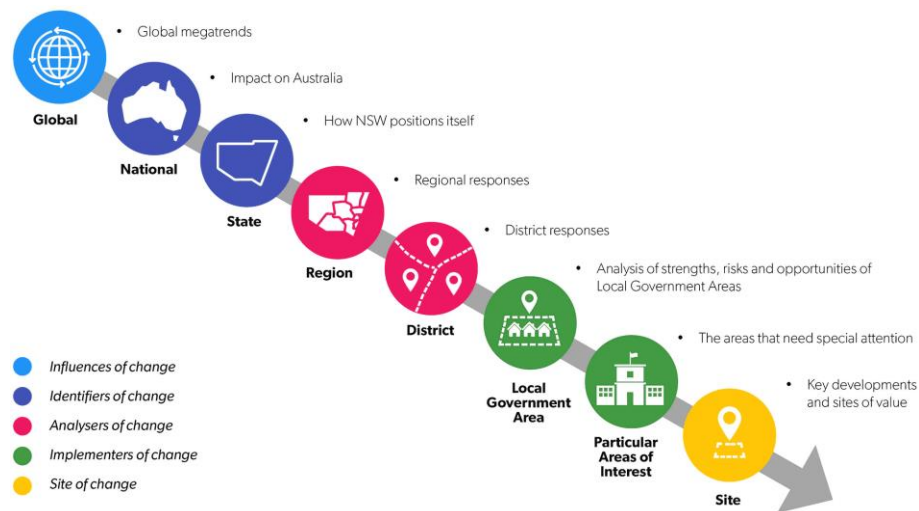 • Global megatrends
Global
• Impact on Australia
National
• How NSW positions itself
State
• Regional responses
Region
• District responses
District
• Analysis of strengths, risks and opportunities of
Local Government Areas
Local
Government
Area
• The areas that need special attention
Particular
Areas of
Interest
• Key developments
and sites of value
Site
Influences of change
Identifiers of change
Analysers of change
Implementers of change
Site of change